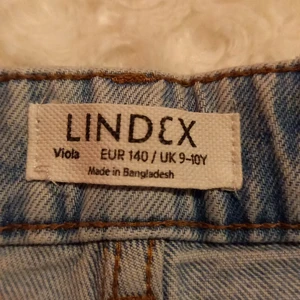 LINDEX
Viola EUR 140 / UK 9-10Y
Made in Bangladesh